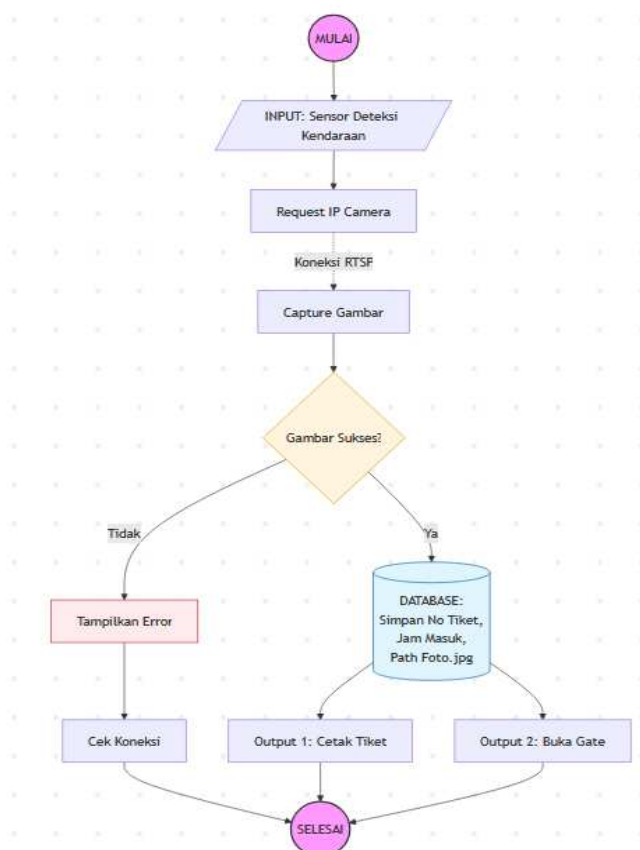 MULAI
INPUT: Sensor Deteksi
Kendaraan
Request IP Camera
Koneksi RTSP
Capture Gambar
Gambar Sukses?
Tidak
Ya
Tampilkan Error
DATABASE:
Simpan No Tiket,
Jam Masuk,
Path Foto.jpg
Cek Koneksi
Output 1: Cetak Tiket
Output 2: Buka Gate
SELESAI